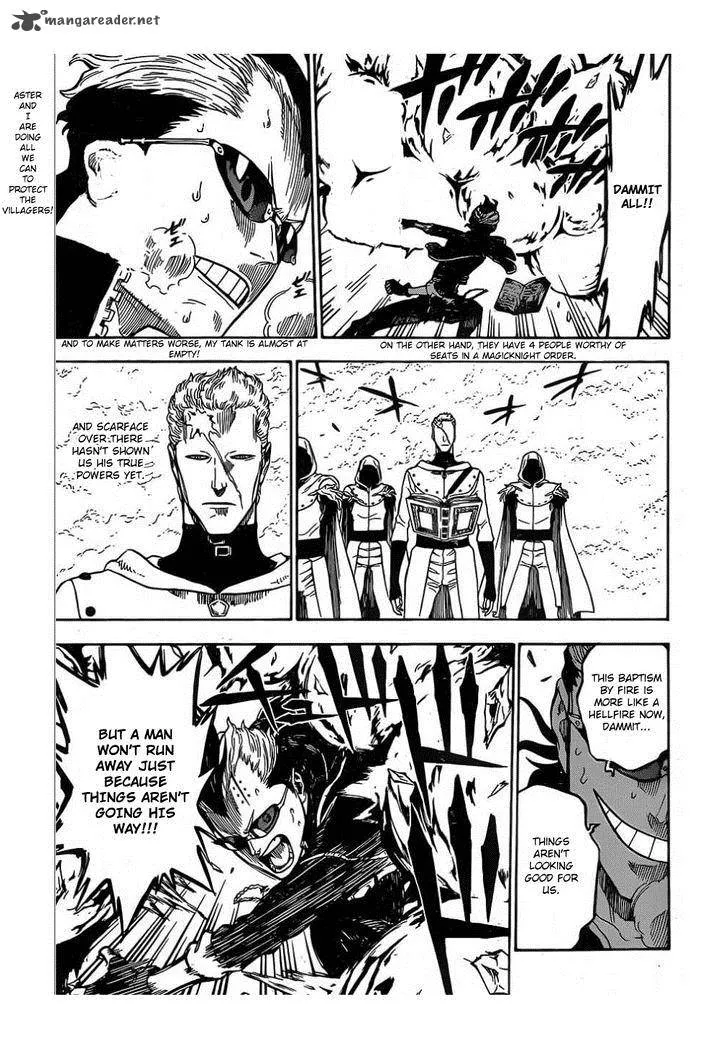 mangareader.net
DAMMIT
ALL!!
ASTER
AND
I
ARE
DOING
ALL
WE
CAN
TO
PROTECT
THE
VILLAGERS!
ON THE OTHER HAND, THEY HAVE 4 PEOPLE WORTHY OF
SEATS IN A MAGICKNIGHT ORDER.
AND TO MAKE MATTERS WORSE, MY TANK IS ALMOST AT
EMPTY!
AND SCARFACE
OVER THERE
HASN'T SHOWN
US HIS TRUE
POWERS YET.
THIS BAPTISM
BY FIRE IS
MORE LIKE A
HELLFIRE NOW,
DAMMIT...
THINGS
AREN'T
LOOKING
GOOD FOR
US.
BUT A MAN
WON'T RUN
AWAY JUST
BECAUSE
THINGS AREN'T
GOING HIS
WAY!!!